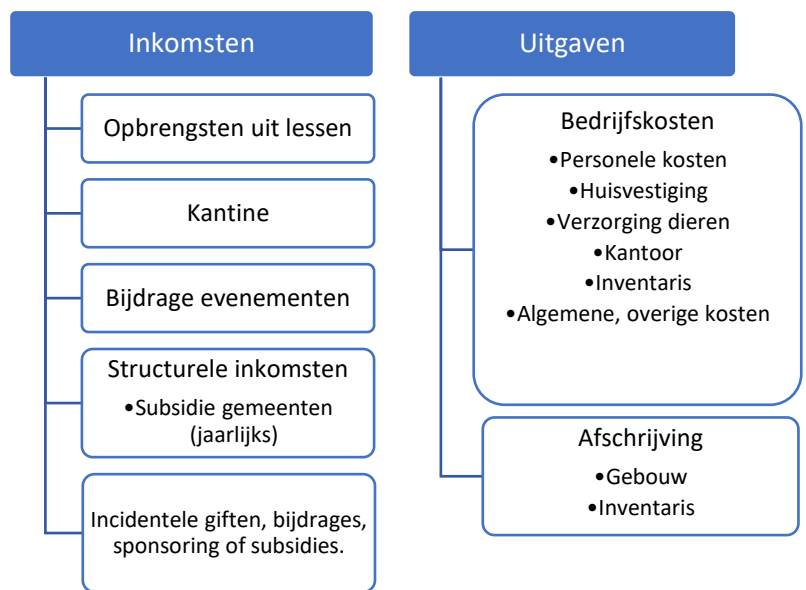 Inkomsten
Opbrengsten uit lessen
Kantine
Bijdrage evenementen
Structurele inkomsten
•Subsidie gemeenten
(jaarlijks)
Incidentele giften, bijdrages,
sponsoring of subsidies.
Uitgaven
Bedrijfskosten
•Personele kosten
•Huisvestiging
•Verzorging dieren
•Kantoor
•Inventaris
•Algemene, overige kosten
Afschrijving
•Gebouw
•Inventaris